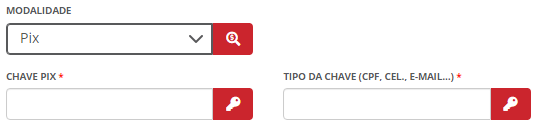 MODALIDADE
Pix
CHAVE PIX *
TIPO DA CHAVE (CPF, CEL., E-MAIL...) *